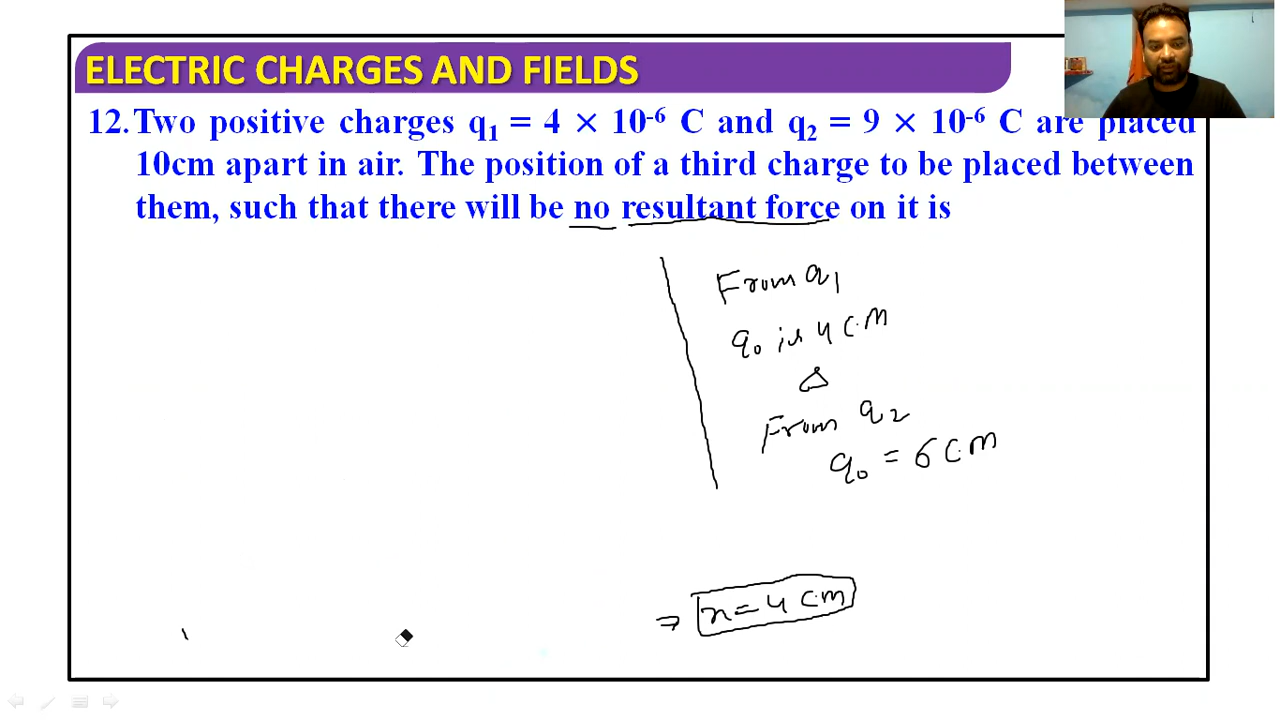 ELECTRIC CHARGES AND FIELDS
12. Two positive charges q₁ = 4 × 10⁻⁶ C and q₂ = 9 × 10⁻⁶ C are placed
10cm apart in air. The position of a third charge to be placed between
them, such that there will be no resultant force on it is
From q₁
q₀ is 4 c.m
&
From q₂
q₀ = 6 c.m
⇒ x = 4 c.m